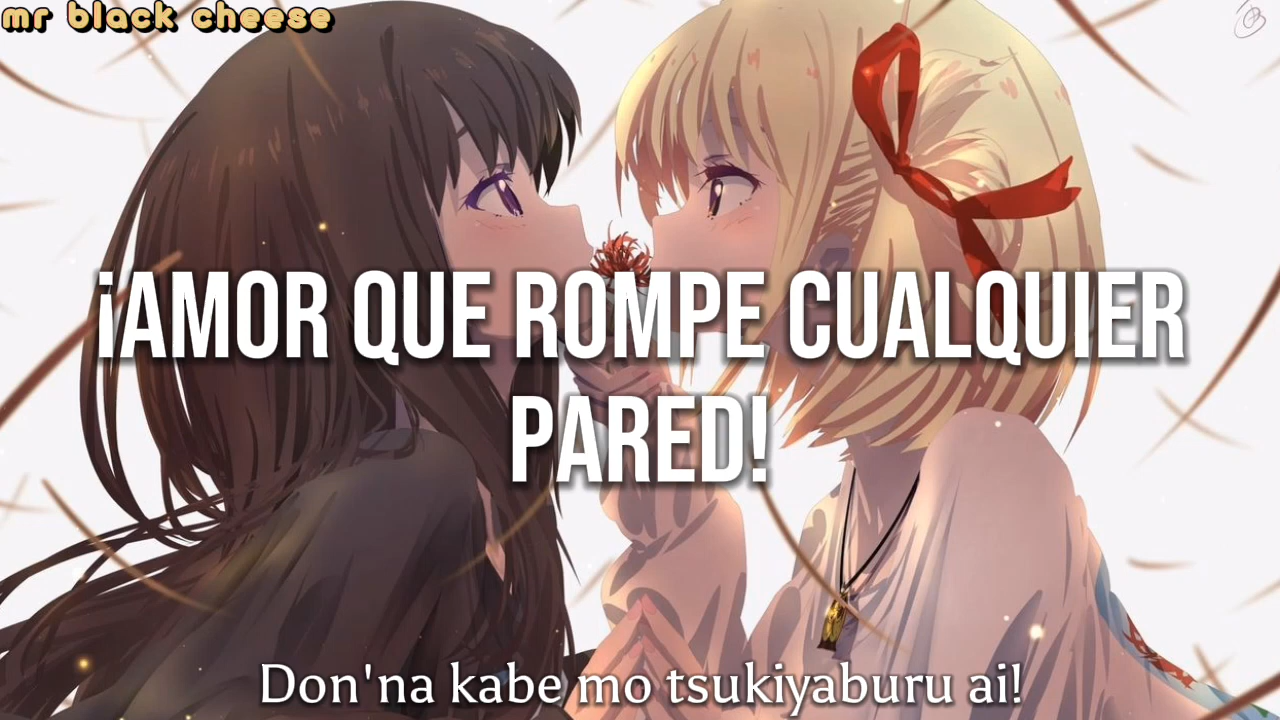 mr black cheese
¡AMOR QUE ROMPE CUALQUIER
PARED!
Don'na kabe mo tsukiyaburu ai!